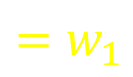 = w₁